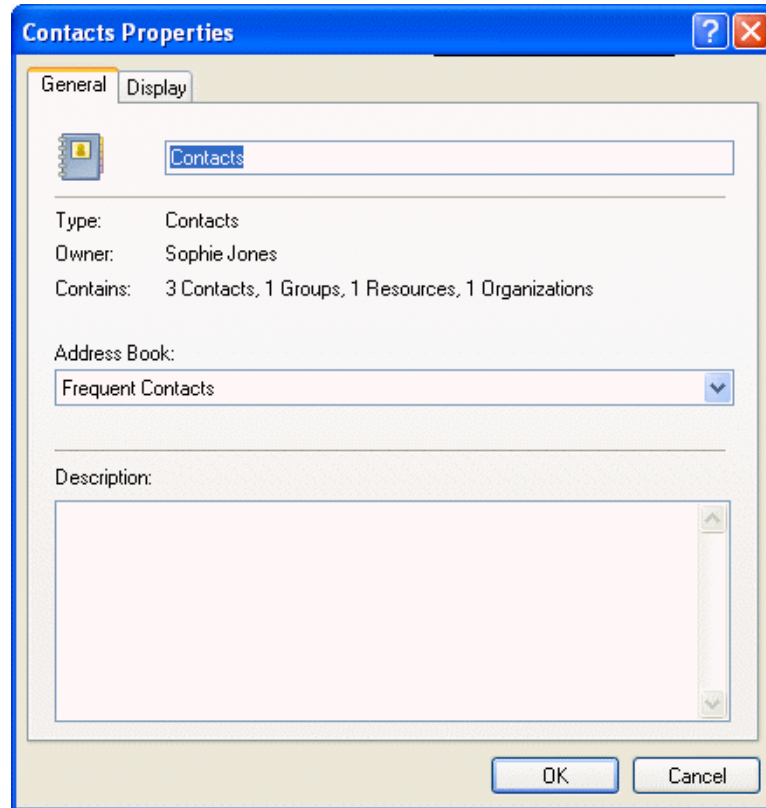 Contacts Properties
General Display
Contacts
Type: Contacts
Owner: Sophie Jones
Contains: 3 Contacts, 1 Groups, 1 Resources, 1 Organizations
Address Book:
Frequent Contacts
Description:
OK Cancel